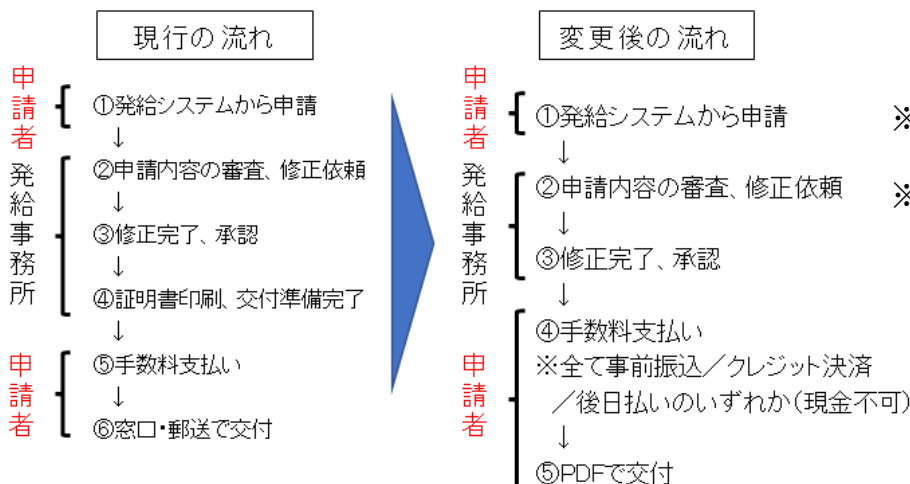 現行の流れ
申請者
①発給システムから申請
↓
発給事務所
②申請内容の審査、修正依頼
↓
③修正完了、承認
↓
④証明書印刷、交付準備完了
↓
申請者
⑤手数料支払い
↓
⑥窓口・郵送で交付
変更後の流れ
申請者
①発給システムから申請 ※
↓
発給事務所
②申請内容の審査、修正依頼 ※
↓
③修正完了、承認
↓
申請者
④手数料支払い
※全て事前振込／クレジット決済
／後日払いのいずれか(現金不可)
↓
⑤PDFで交付